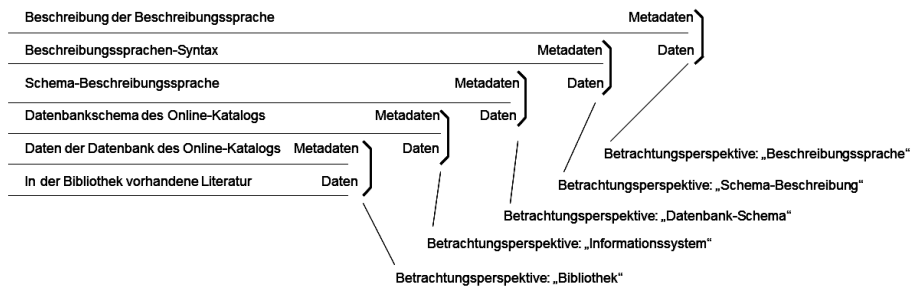 Beschreibung der Beschreibungssprache Metadaten
Beschreibungssprachen-Syntax Metadaten Daten
Schema-Beschreibungssprache Metadaten Daten
Datenbankschema des Online-Katalogs Metadaten Daten
Daten der Datenbank des Online-Katalogs Metadaten Daten
Betrachtungsperspektive: „Beschreibungssprache“
In der Bibliothek vorhandene Literatur Daten
Betrachtungsperspektive: „Schema-Beschreibung“
Betrachtungsperspektive: „Datenbank-Schema“
Betrachtungsperspektive: „Informationssystem“
Betrachtungsperspektive: „Bibliothek“